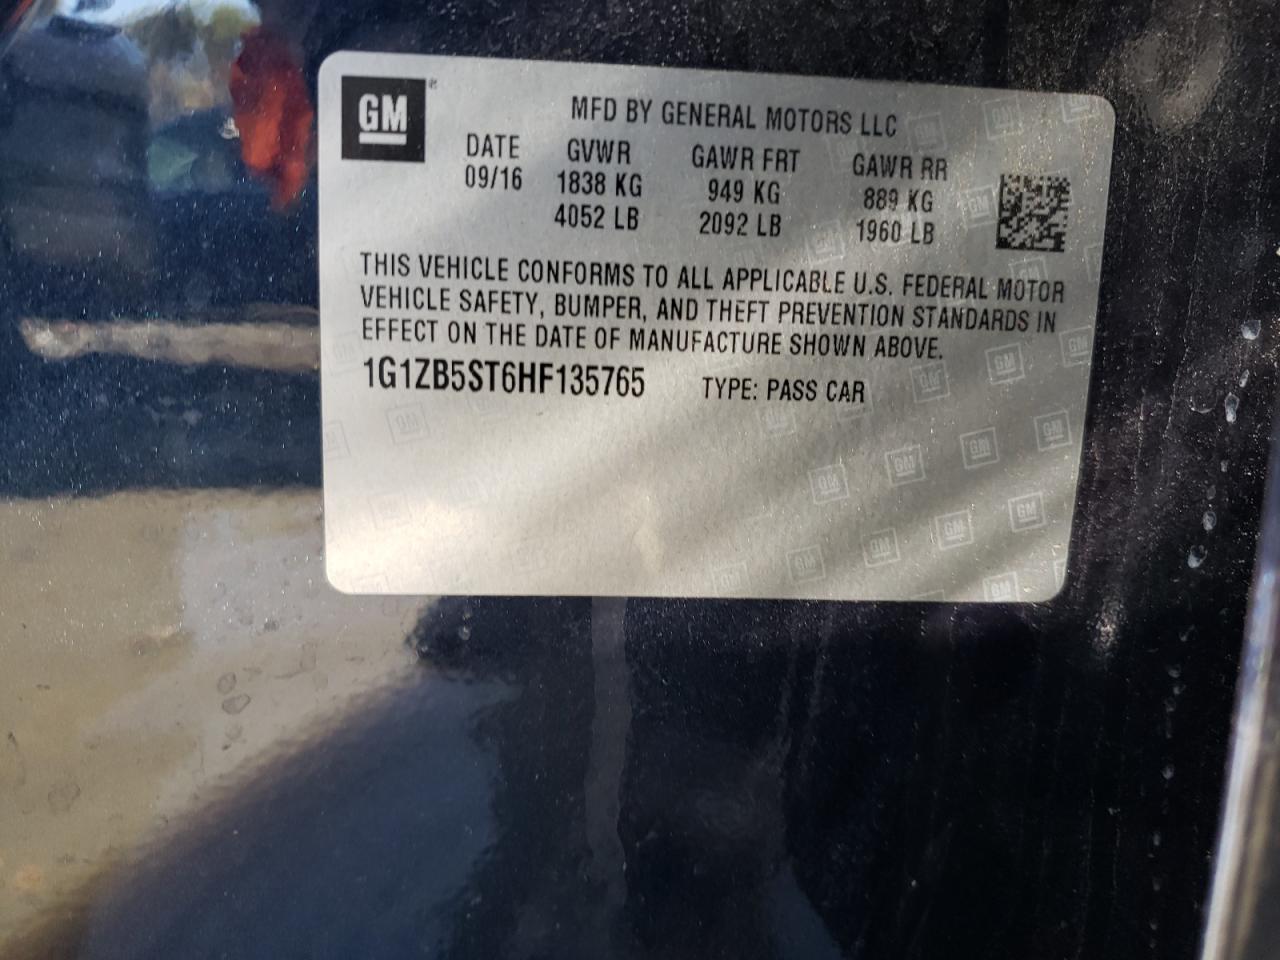 GM
MFD BY GENERAL MOTORS LLC
DATE GVWR GAWR FRT GAWR RR
09/16 1838 KG 949 KG 889 KG
4052 LB 2092 LB 1960 LB
THIS VEHICLE CONFORMS TO ALL APPLICABLE U.S. FEDERAL MOTOR
VEHICLE SAFETY, BUMPER, AND THEFT PREVENTION STANDARDS IN
EFFECT ON THE DATE OF MANUFACTURE SHOWN ABOVE.
1G1ZB5ST6HF135765 TYPE: PASS CAR